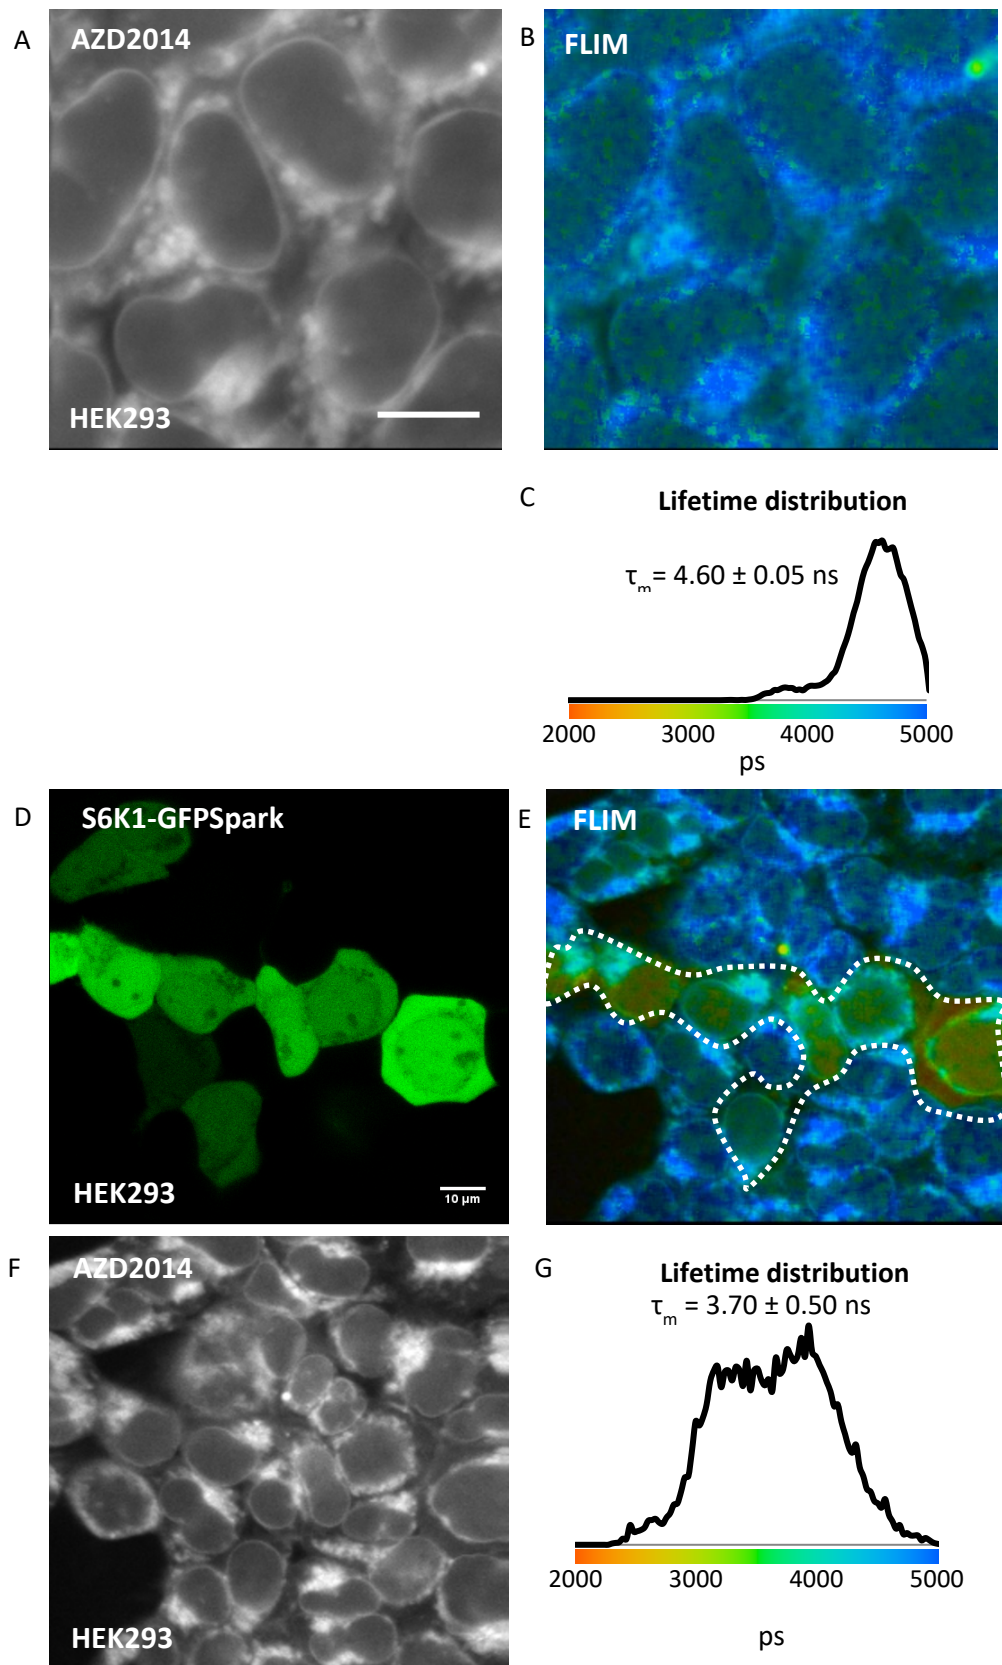 A
AZD2014
HEK293
B
FLIM
C
Lifetime distribution
τm= 4.60 ± 0.05 ns
2000 3000 4000 5000
ps
D
S6K1-GFPSpark
HEK293
10 µm
E
FLIM
F
AZD2014
HEK293
G
Lifetime distribution
τm = 3.70 ± 0.50 ns
2000 3000 4000 5000
ps